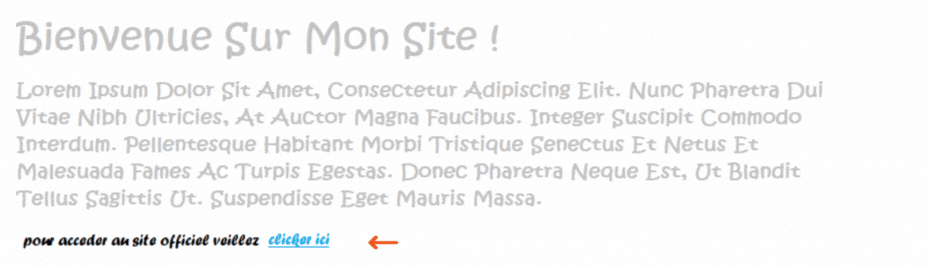 Bienvenue Sur Mon Site !
Lorem Ipsum Dolor Sit Amet, Consectetur Adipiscing Elit. Nunc Pharetra Dui
Vitae Nibh Ultricies, At Auctor Magna Faucibus. Integer Suscipit Commodo
Interdum. Pellentesque Habitant Morbi Tristique Senectus Et Netus Et
Malesuada Fames Ac Turpis Egestas. Donec Pharetra Neque Est, Ut Blandit
Tellus Sagittis Ut. Suspendisse Eget Mauris Massa.
pour acceder au site officiel veillez clicker ici